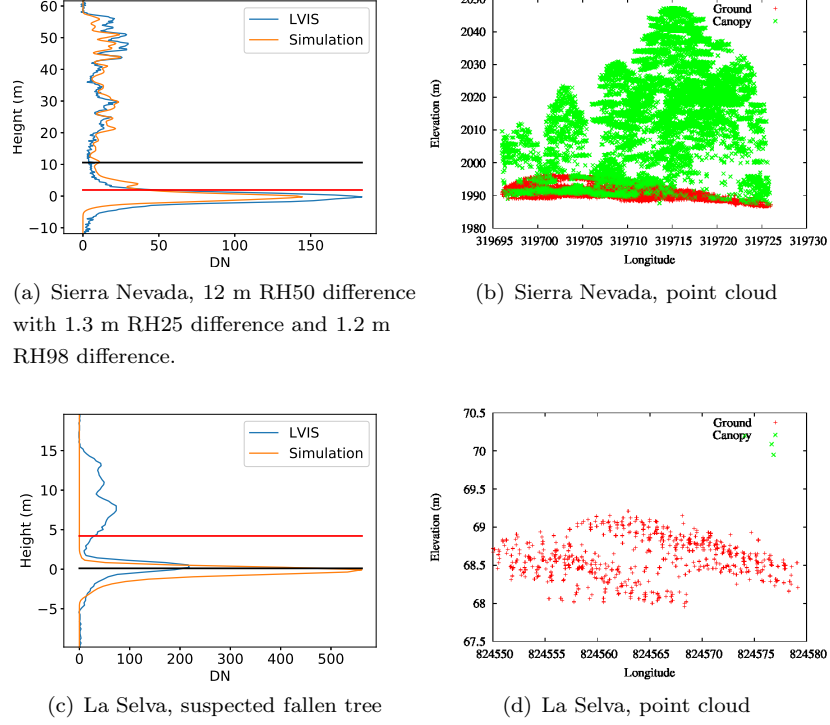 60
50
40
30
20
10
0
−10
Height (m)
0
50
100
150
DN
LVIS
Simulation
2050
2040
2030
2020
2010
2000
1990
1980
Elevation (m)
319695 319700 319705 319710 319715 319720 319725 319730
Longitude
Ground
Canopy
(a) Sierra Nevada, 12 m RH50 difference
with 1.3 m RH25 difference and 1.2 m
RH98 difference.
(b) Sierra Nevada, point cloud
15
10
5
0
−5
Height (m)
0 100 200 300 400 500
DN
LVIS
Simulation
70.5
70
69.5
69
68.5
68
67.5
Elevation (m)
824550 824555 824560 824565 824570 824575 824580
Longitude
Ground
Canopy
(c) La Selva, suspected fallen tree
(d) La Selva, point cloud